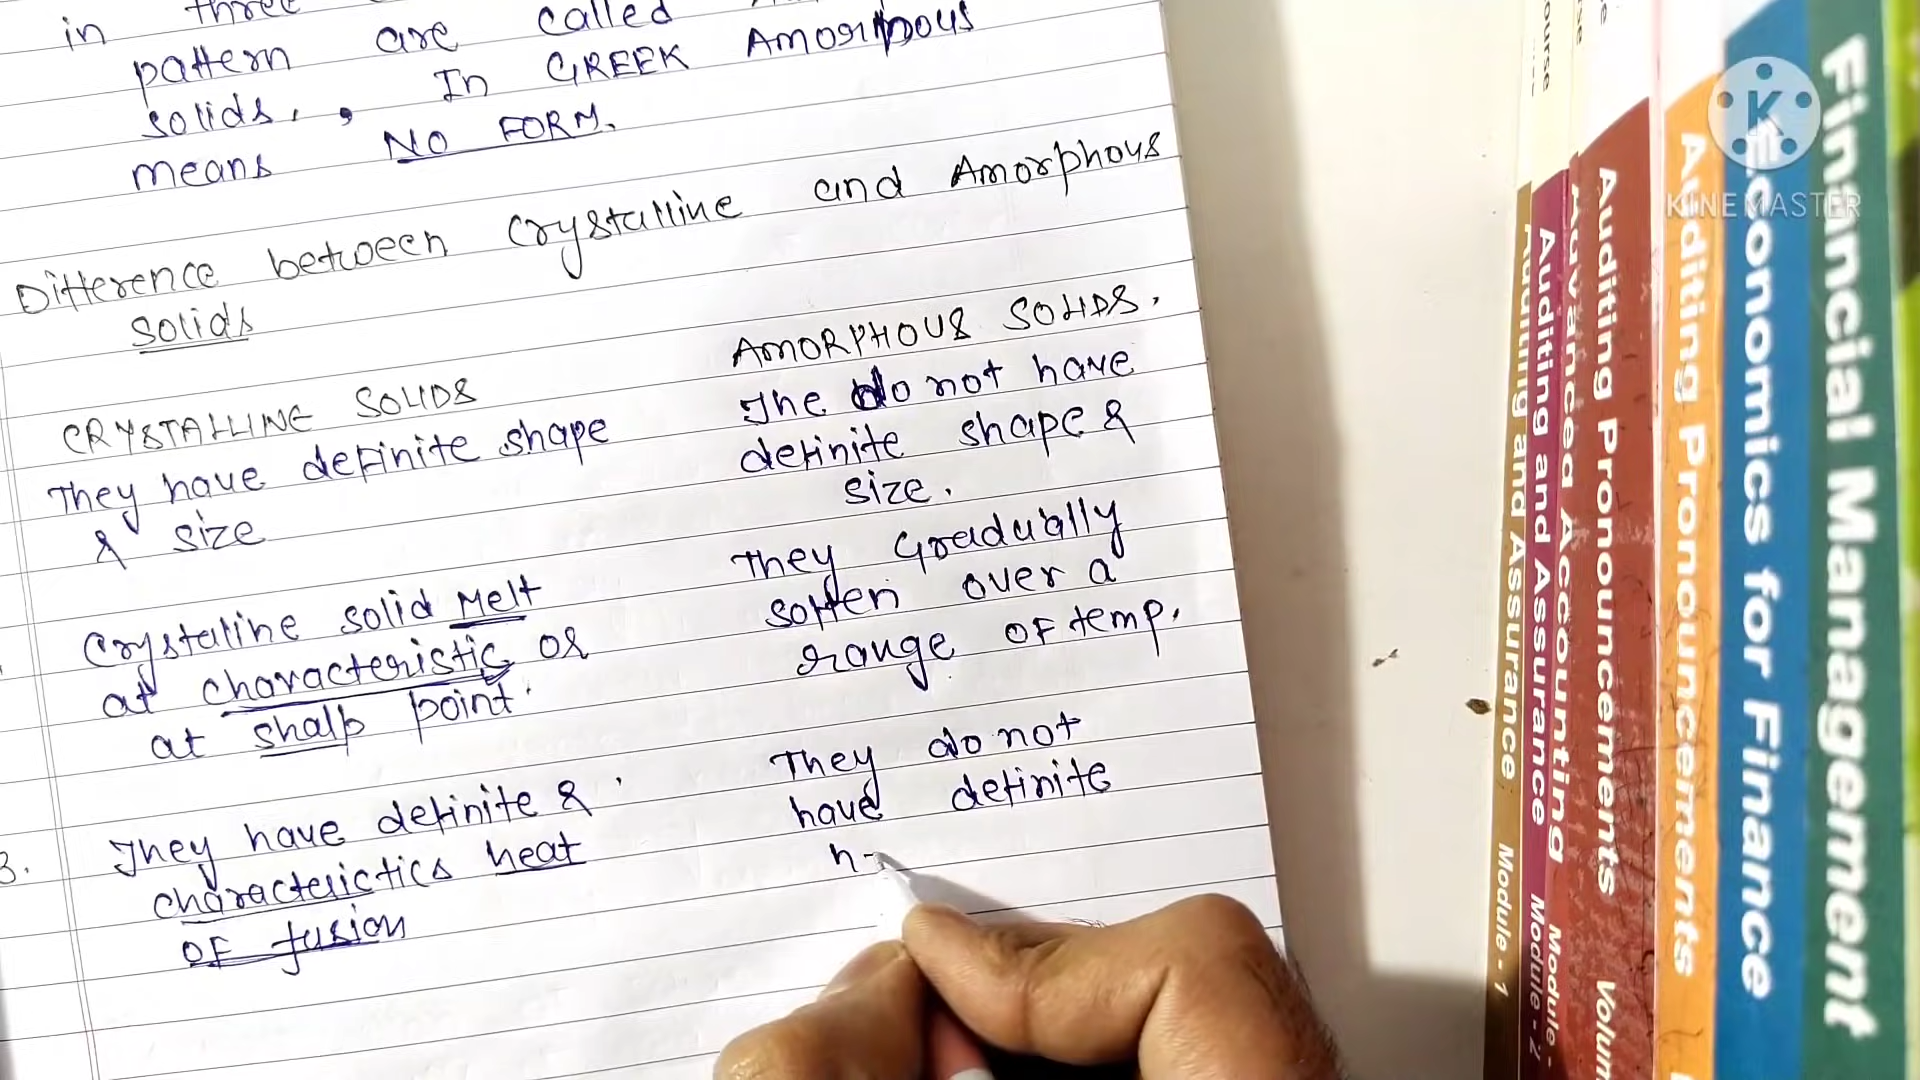 in three
pattern are called
solids, . In GREEK Amorphous
means NO FORM.
Difference between Crystalline and Amorphous
solids
CRYSTALLINE SOLIDS
They have definite shape
& size
Crystaline solid Melt
at characteristic or
at sharp point.
3. They have definite &
characterictics heat
of fusion
AMORPHOUS SOLIDS.
The do not have
definite shape &
size.
They Gradually
soften over a
range of temp.
They do not
have definite
h
Auditing and Assurance Module - 1
Auditing and Assurance Module - 2
Advanced Accounting Module -
Auditing Pronouncements
Auditing Pronouncements
Economics for Finance
Financial Management
K
KINEMASTER